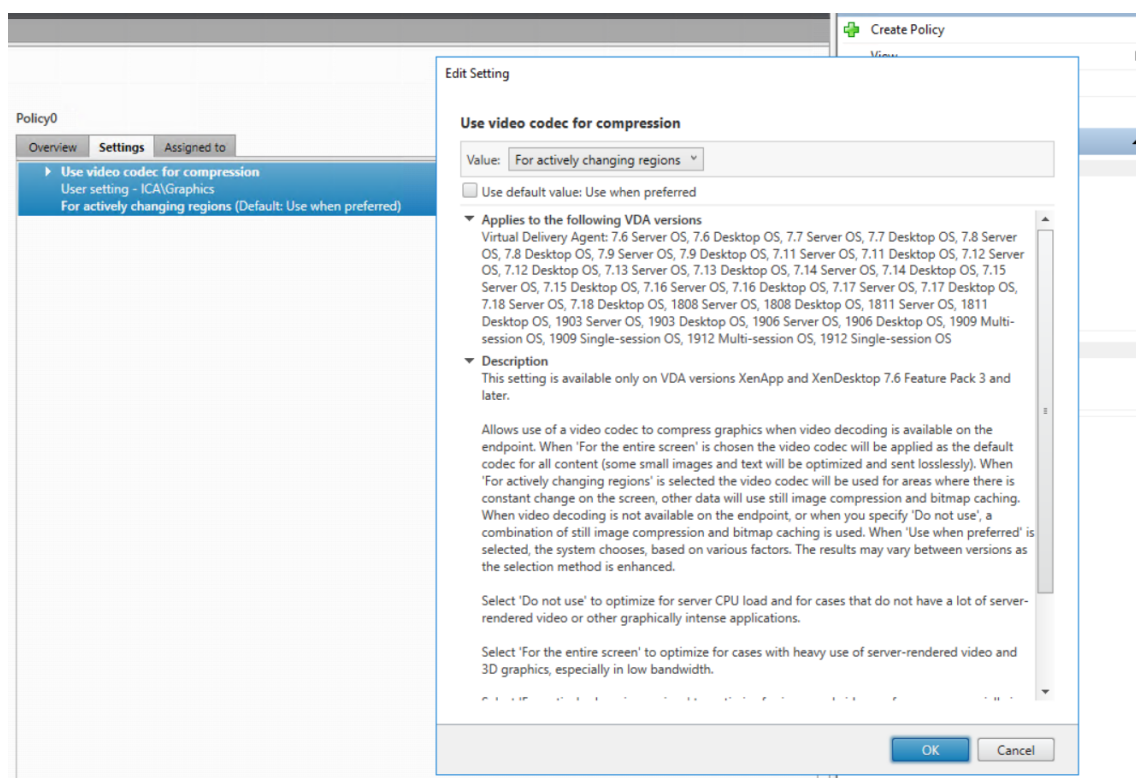 Create Policy
View
Edit Setting
Policy0
Overview Settings Assigned to
Use video codec for compression
User setting - ICA\Graphics
For actively changing regions (Default: Use when preferred)
Use video codec for compression
Value: For actively changing regions
Use default value: Use when preferred
Applies to the following VDA versions
Virtual Delivery Agent: 7.6 Server OS, 7.6 Desktop OS, 7.7 Server OS, 7.7 Desktop OS, 7.8 Server
OS, 7.8 Desktop OS, 7.9 Server OS, 7.9 Desktop OS, 7.11 Server OS, 7.11 Desktop OS, 7.12 Server
OS, 7.12 Desktop OS, 7.13 Server OS, 7.13 Desktop OS, 7.14 Server OS, 7.14 Desktop OS, 7.15
Server OS, 7.15 Desktop OS, 7.16 Server OS, 7.16 Desktop OS, 7.17 Server OS, 7.17 Desktop OS,
7.18 Server OS, 7.18 Desktop OS, 1808 Server OS, 1808 Desktop OS, 1811 Server OS, 1811
Desktop OS, 1903 Server OS, 1903 Desktop OS, 1906 Server OS, 1906 Desktop OS, 1909 Multi-
session OS, 1909 Single-session OS, 1912 Multi-session OS, 1912 Single-session OS
Description
This setting is available only on VDA versions XenApp and XenDesktop 7.6 Feature Pack 3 and
later.
Allows use of a video codec to compress graphics when video decoding is available on the
endpoint. When 'For the entire screen' is chosen the video codec will be applied as the default
codec for all content (some small images and text will be optimized and sent losslessly). When
'For actively changing regions' is selected the video codec will be used for areas where there is
constant change on the screen, other data will use still image compression and bitmap caching.
When video decoding is not available on the endpoint, or when you specify 'Do not use', a
combination of still image compression and bitmap caching is used. When 'Use when preferred' is
selected, the system chooses, based on various factors. The results may vary between versions as
the selection method is enhanced.
Select 'Do not use' to optimize for server CPU load and for cases that do not have a lot of server-
rendered video or other graphically intense applications.
Select 'For the entire screen' to optimize for cases with heavy use of server-rendered video and
3D graphics, especially in low bandwidth.
OK Cancel